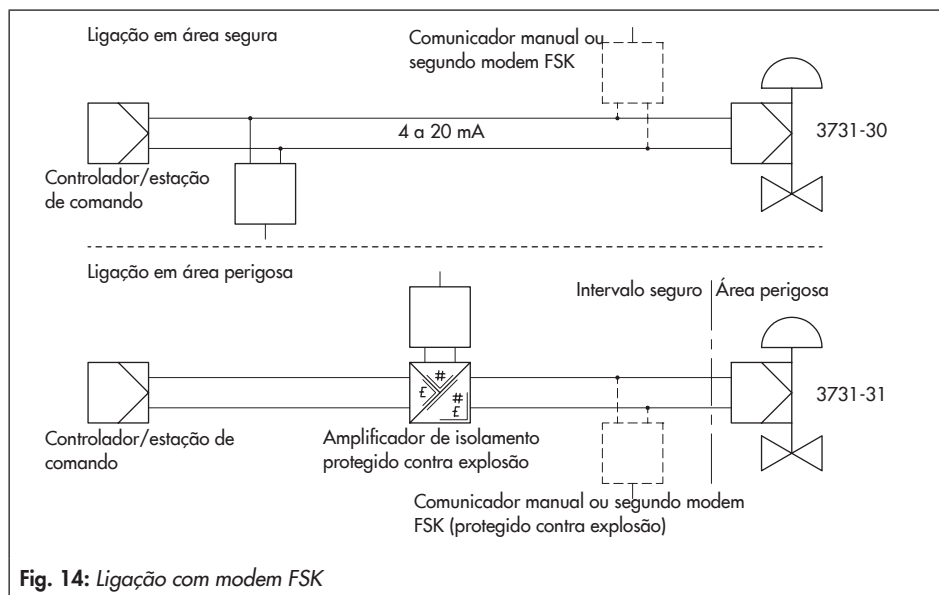 Ligação em área segura
Comunicador manual ou
segundo modem FSK
4 a 20 mA
3731-30
Controlador/estação
de comando
Ligação em área perigosa
Intervalo seguro
Área perigosa
3731-31
Controlador/estação de
comando
Amplificador de isolamento
protegido contra explosão
Comunicador manual ou segundo modem
FSK (protegido contra explosão)
Fig. 14: Ligação com modem FSK